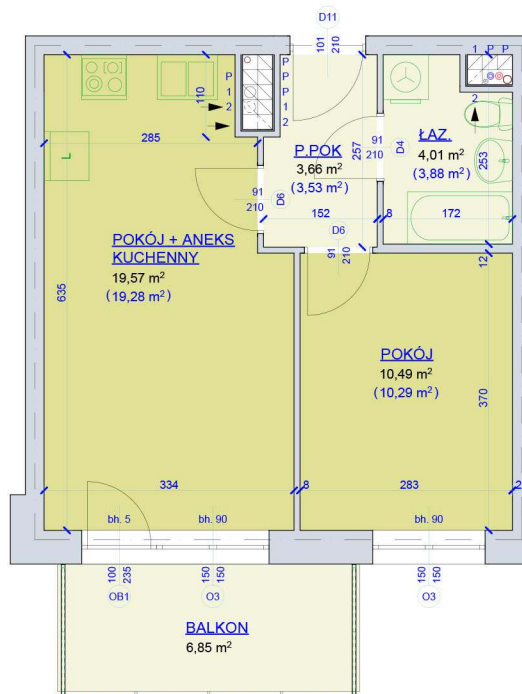 D11
101
210
1 P P
2
P
1
2
P
P
P
1
2
110
285
91
210
D4
ŁAZ.
4,01 m²
(3,88 m²)
253
P.POK
3,66 m²
(3,53 m²)
257
L
91
210
D6
152
8
172
D6
91
210
12
POKÓJ + ANEKS
KUCHENNY
19,57 m²
(19,28 m²)
635
POKÓJ
10,49 m²
(10,29 m²)
370
334
8
283
2
bh. 5
bh. 90
bh. 90
100
235
150
150
150
150
OB1
O3
O3
BALKON
6,85 m²